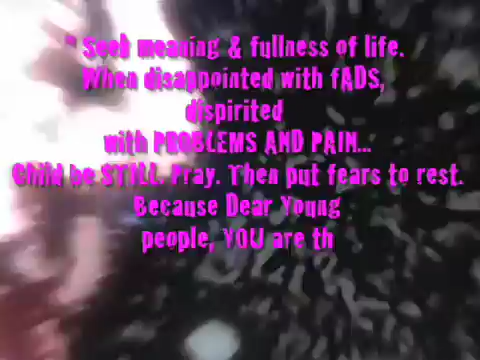 " Seek meaning & fullness of life.
When disappointed with fADS,
dispirited
with PROBLEMS AND PAIN...
Child be STILL. Pray. Then put fears to rest.
Because Dear Young
people, YOU are th